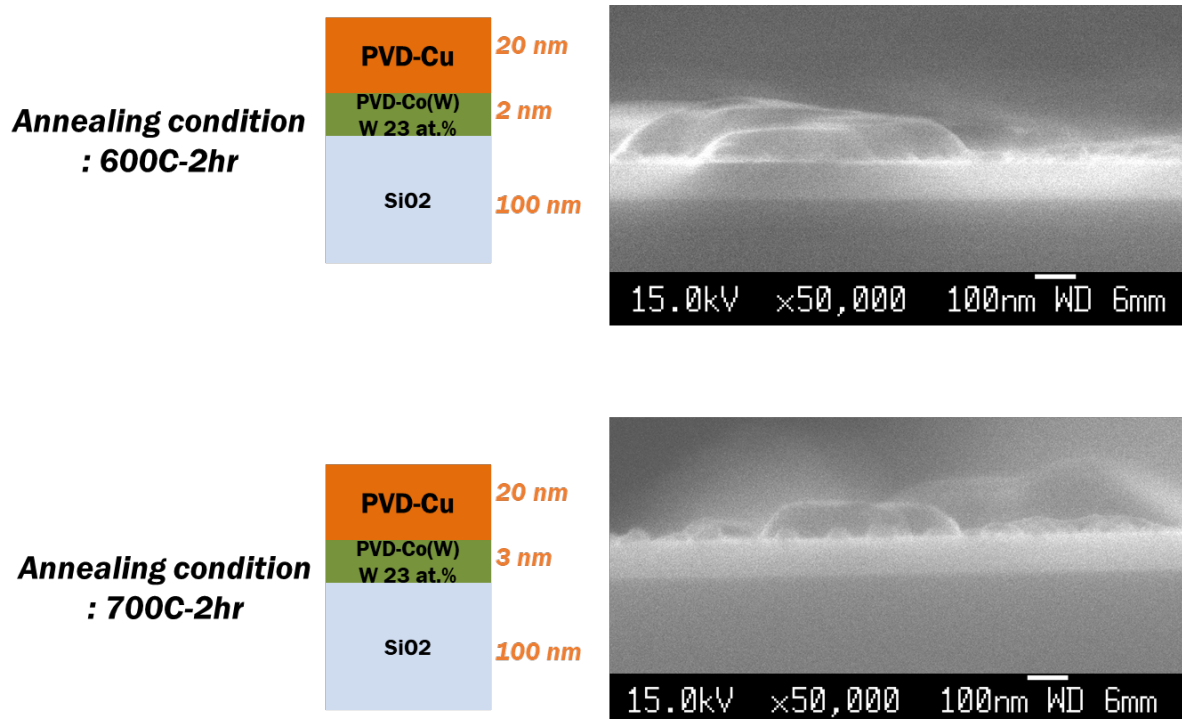 Annealing condition
: 600C-2hr
PVD-Cu
20 nm
PVD-Co(W)
W 23 at.%
2 nm
SiO2
100 nm
15.0kV ×50,000 100nm WD 6mm
Annealing condition
: 700C-2hr
PVD-Cu
20 nm
PVD-Co(W)
W 23 at.%
3 nm
SiO2
100 nm
15.0kV ×50,000 100nm WD 6mm